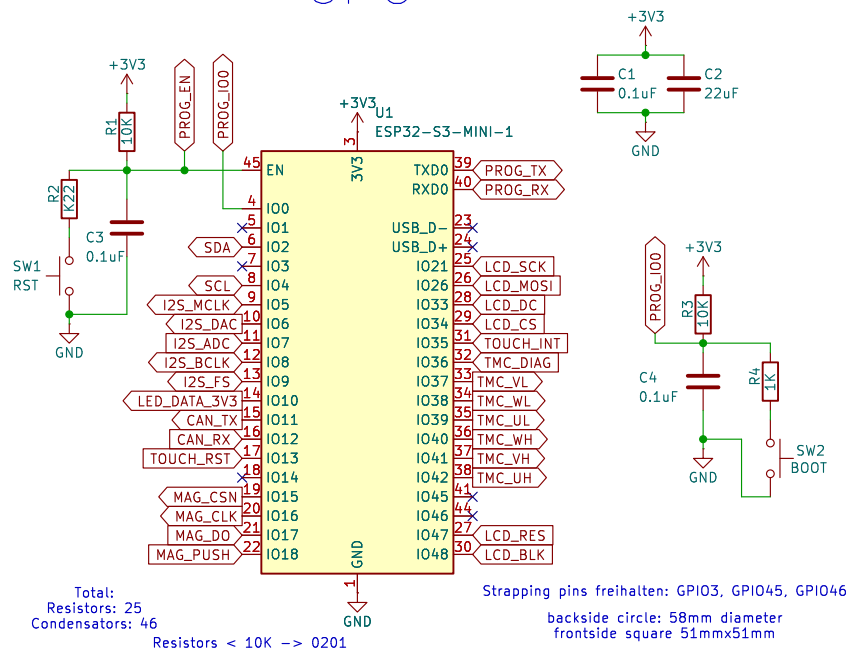 +3V3
C1
0.1uF
C2
22uF
GND
+3V3
R1
10K
PROG_EN
PROG_IO0
R2
K22
C3
0.1uF
SW1
RST
GND
+3V3
U1
ESP32-S3-MINI-1
3
3V3
45 EN
4 IO0
5 IO1
SDA 6 IO2
7 IO3
SCL 8 IO4
I2S_MCLK 9 IO5
I2S_DAC 10 IO6
I2S_ADC 11 IO7
I2S_BCLK 12 IO8
I2S_FS 13 IO9
LED_DATA_3V3 14 IO10
CAN_TX 15 IO11
CAN_RX 16 IO12
TOUCH_RST 17 IO13
18 IO14
MAG_CSN 19 IO15
MAG_CLK 20 IO16
MAG_DO 21 IO17
MAG_PUSH 22 IO18
TXD0 39 PROG_TX
RXD0 40 PROG_RX
USB_D- 23
USB_D+ 24
IO21 25 LCD_SCK
IO26 26 LCD_MOSI
IO33 28 LCD_DC
IO34 29 LCD_CS
IO35 31 TOUCH_INT
IO36 32 TMC_DIAG
IO37 33 TMC_VL
IO38 34 TMC_WL
IO39 35 TMC_UL
IO40 36 TMC_WH
IO41 37 TMC_VH
IO42 38 TMC_UH
IO45 41
IO46 44
IO47 27 LCD_RES
IO48 30 LCD_BLK
GND
1
GND
PROG_IO0
+3V3
R3
10K
C4
0.1uF
R4
1K
SW2
BOOT
GND
Total:
Resistors: 25
Condensators: 46
Resistors < 10K -> 0201
Strapping pins freihalten: GPIO3, GPIO45, GPIO46
backside circle: 58mm diameter
frontside square 51mmx51mm